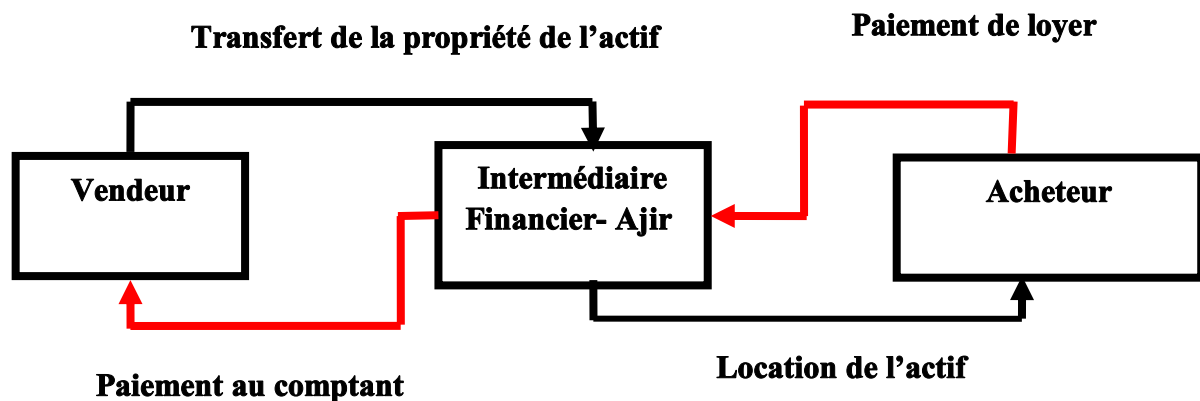 Transfert de la propriété de l’actif
Paiement de loyer
Vendeur
Intermédiaire
Financier- Ajir
Acheteur
Paiement au comptant
Location de l’actif